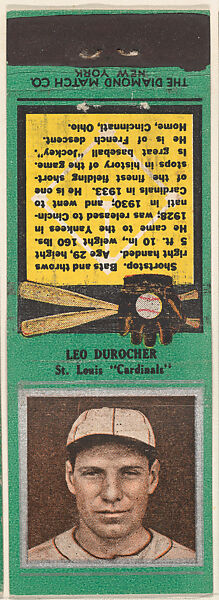 THE DIAMOND MATCH CO.
NEW YORK
Shortstop. Bats and throws
right handed. Age, 28, Height,
5 ft. 10 in., weight, 160 lbs.
He came to the Yankees in
1928; was released to Cincin-
nati 1930; and went to
Cardinals in 1933. He is one
of the finest fielding short-
stops in history of the game.
Is great baseball "jockey".
He is of French descent.
Home, Cincinnati, Ohio.
LEO DUROCHER
St. Louis "Cardinals"